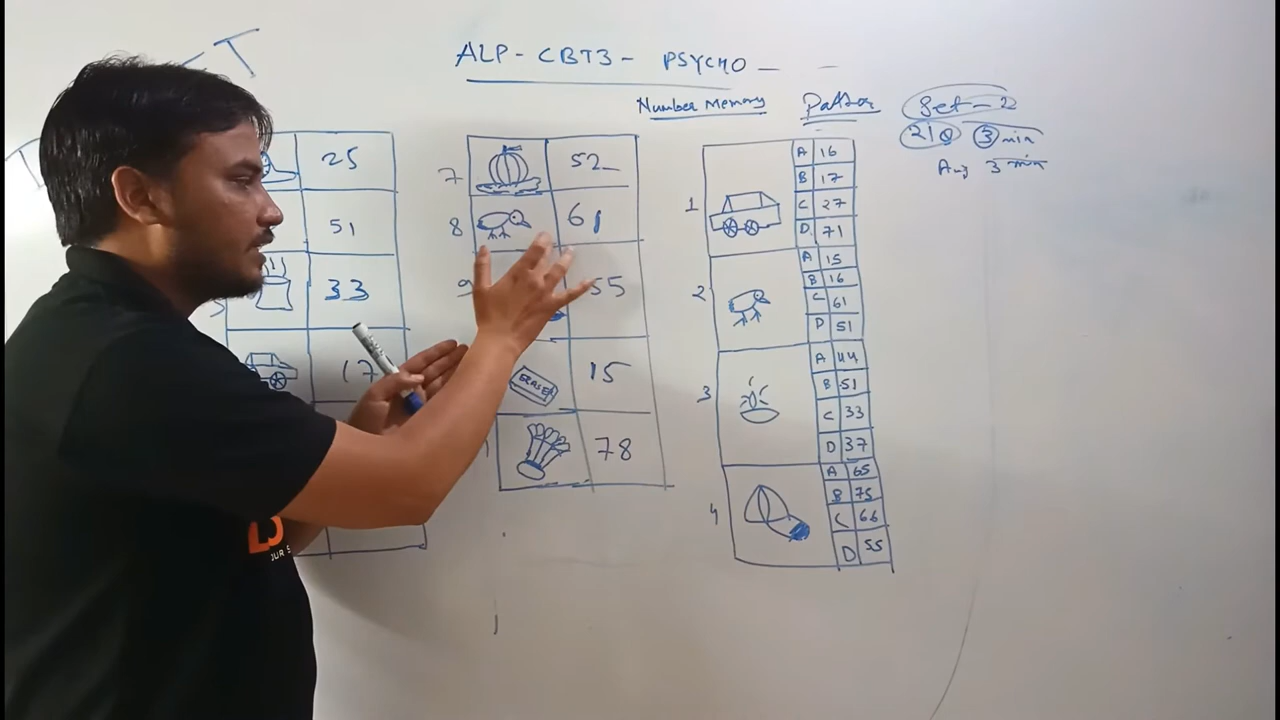 T
ALP - CBT3 - PSYCHO -
Number Memory Pattern Set - 2
21Q 3 min
Ans 3 min
25
51
33
17
7 52
8 61
9 55
ERASER 15
78
1
A 16
B 17
C 27
D 71
2
A 15
B 16
C 61
D 51
3
A 44
B 51
C 33
D 37
4
A 65
B 75
C 66
D 55